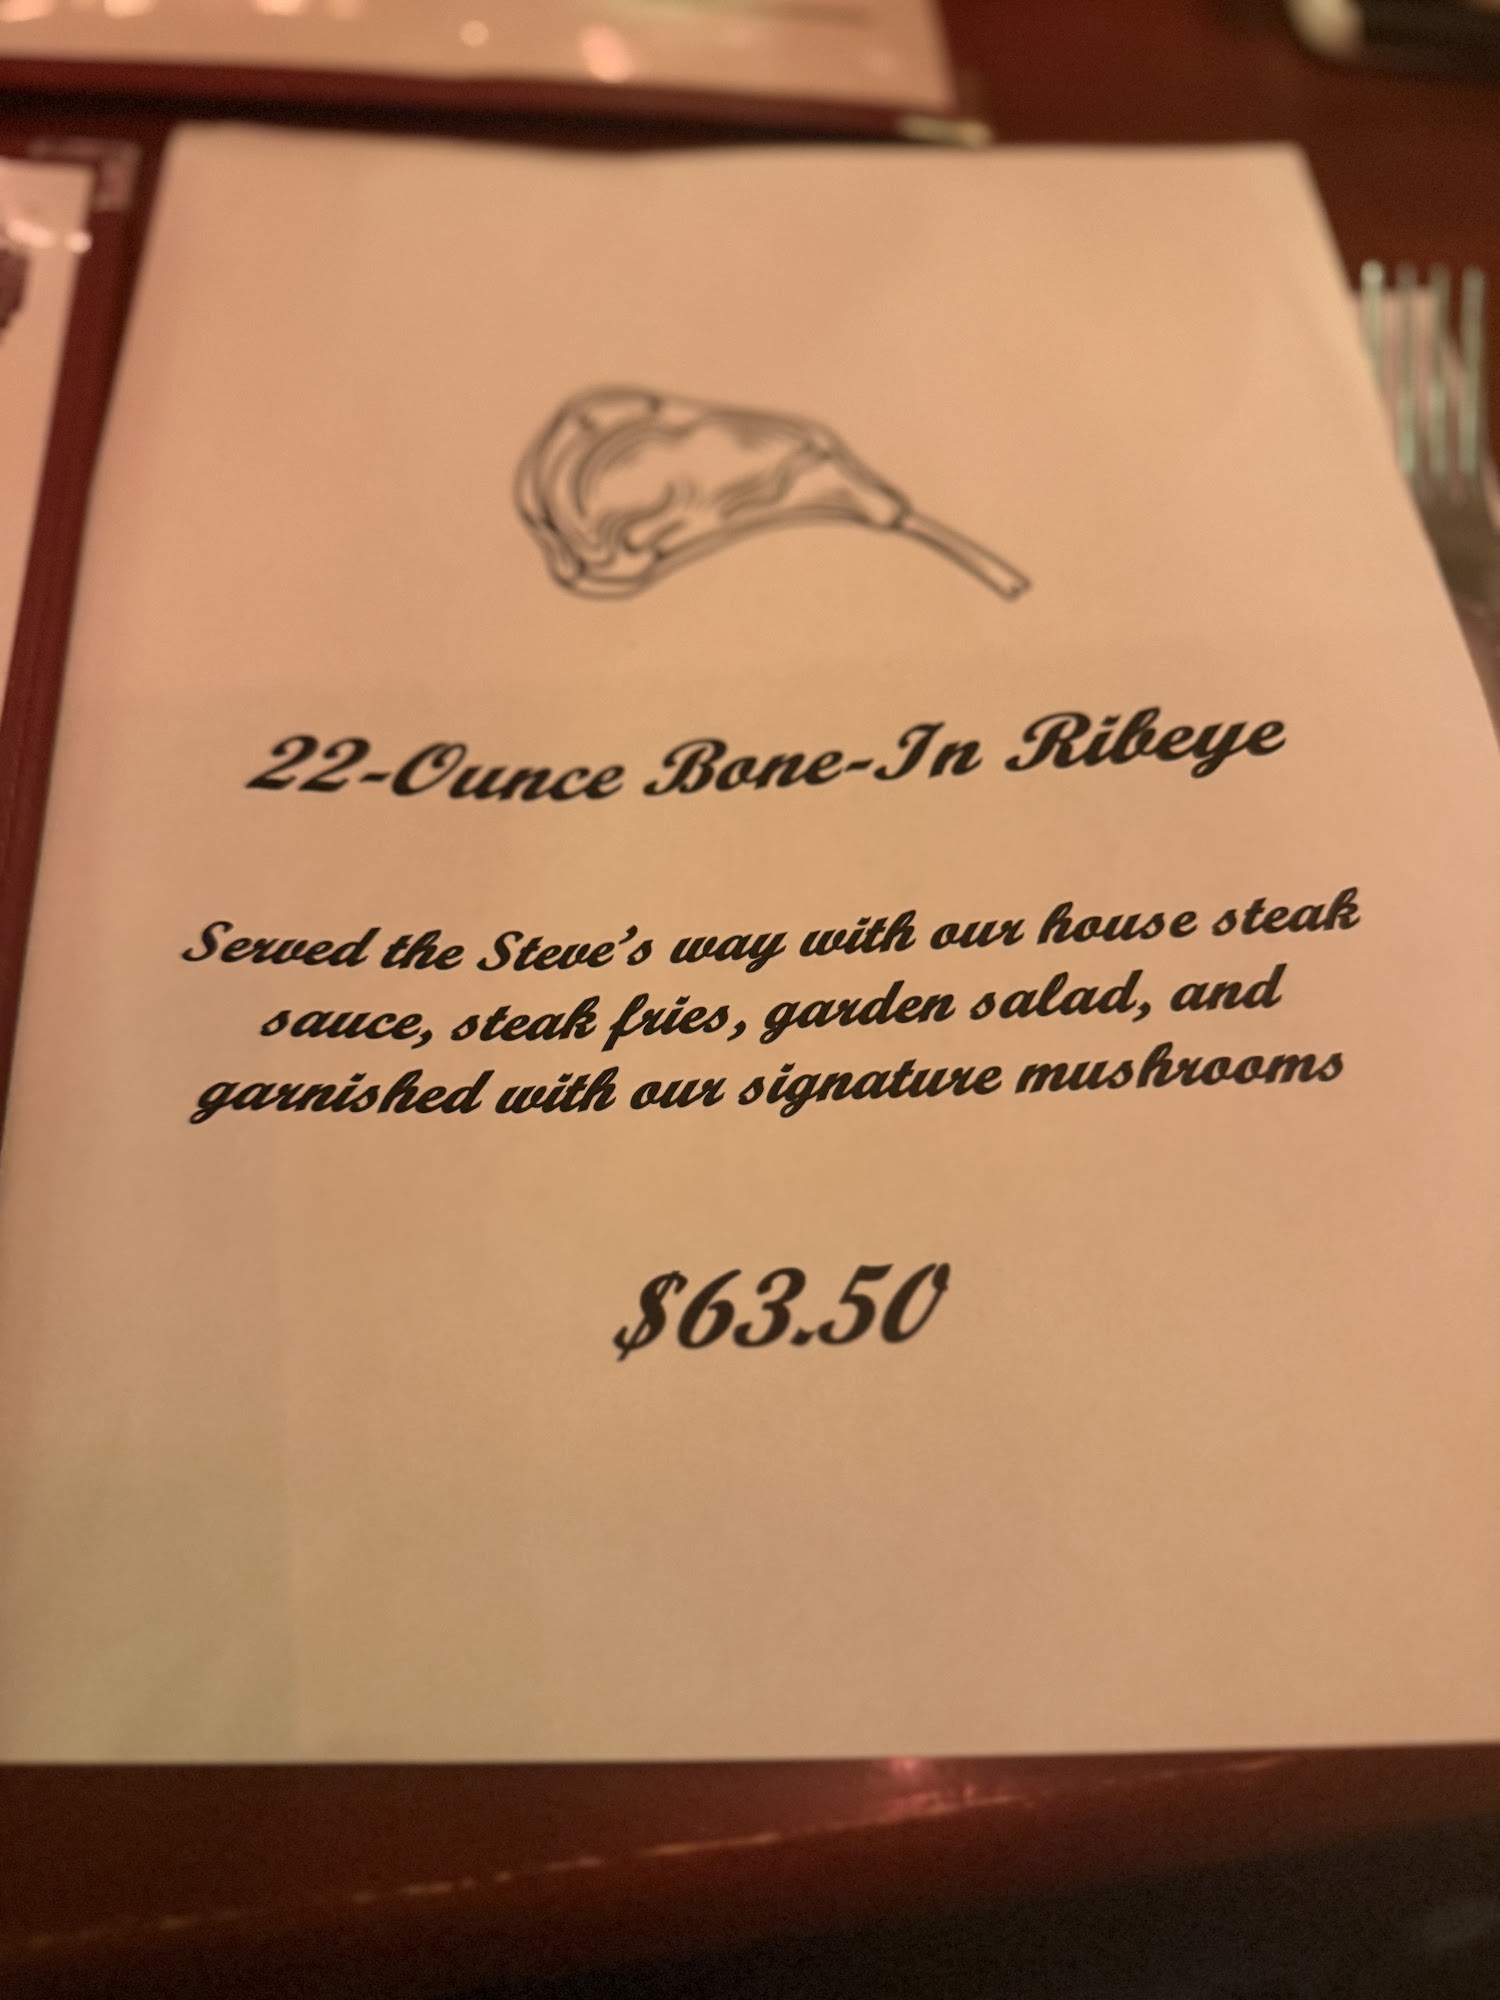 22-Ounce Bone-In Ribeye
Served the Steve's way with our house steak
sauce, steak fries, garden salad, and
garnished with our signature mushrooms
$63.50